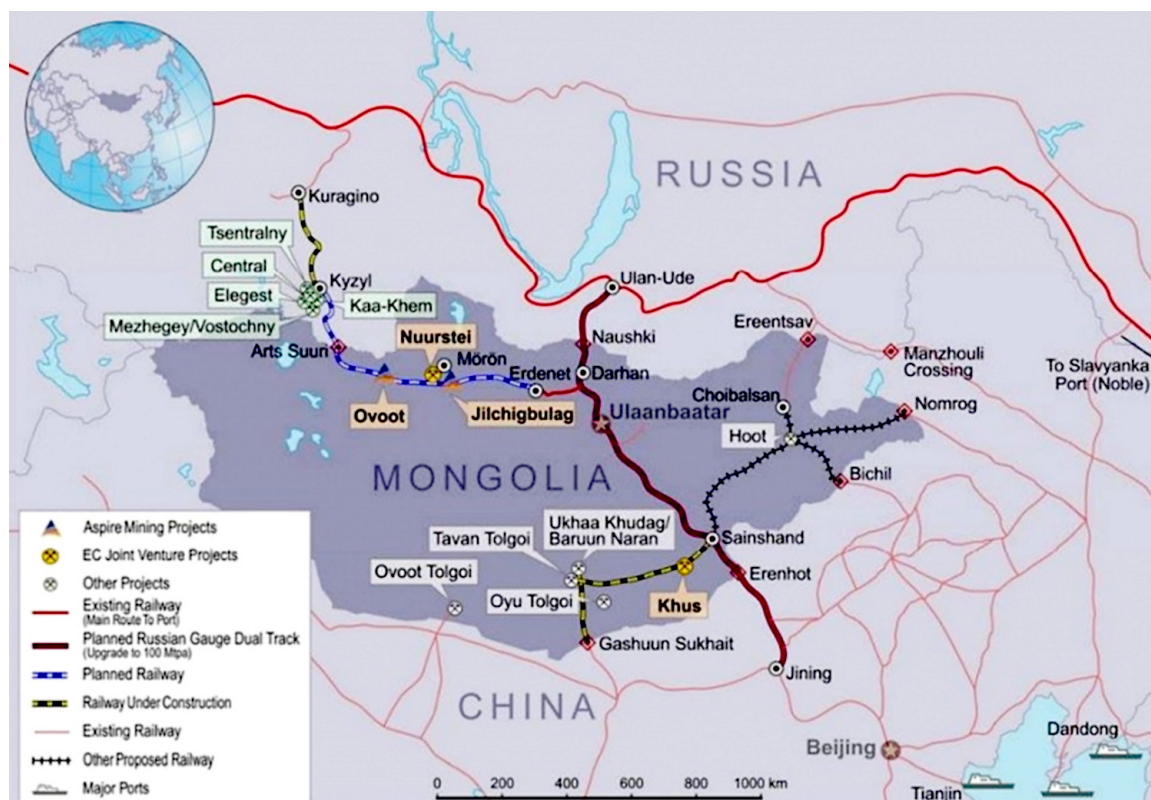 RUSSIA
Kuragino
Tsentralny
Central
Kyzyl
Elegest
Kaa-Khem
Mezhegey/Vostochny
Ulan-Ude
Arts Suuri
Nuurstei
Naushki
Ereentsav
Mörön
Manzhouli
Crossing
To Slavyanka
Port (Noble)
Erdenet
Darhan
Choibalsan
Nomrog
Ovoot
Jilchigbulag
Ulaanbaatar
Hoot
MONGOLIA
Bichil
Ukhaa Khudag/
Baruun Naran
Tavan Tolgoi
Sainshand
Ovoot Tolgoi
Erenhot
Oyu Tolgoi
Khus
Gashuun Sukhait
Jining
CHINA
Beijing
Dandong
Tianjin
Aspire Mining Projects
EC Joint Venture Projects
Other Projects
Existing Railway
(Main Route To Port)
Planned Russian Gauge Dual Track
(Upgrade to 100 Mtpa)
Planned Railway
Railway Under Construction
Existing Railway
Other Proposed Railway
Major Ports
0 200 400 600 800 1000 km